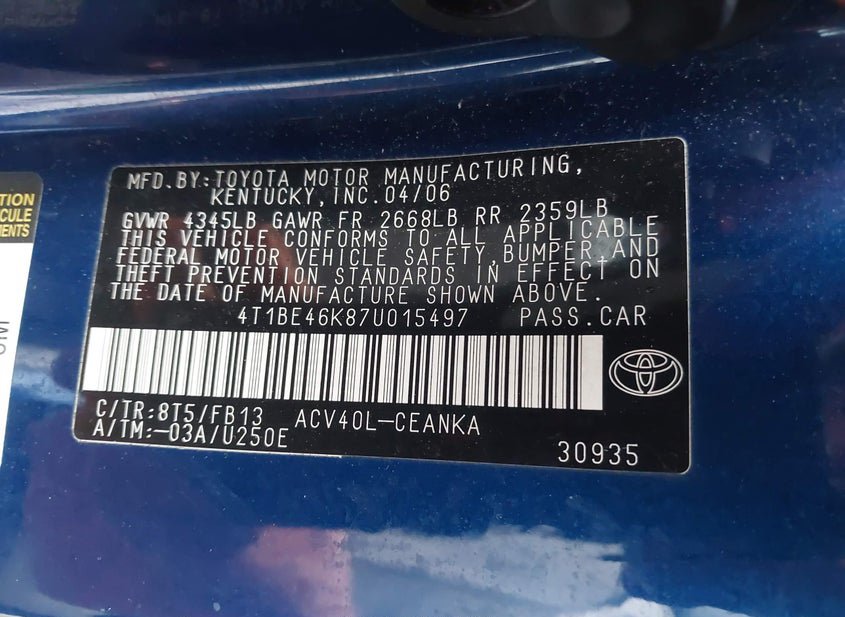 MFD.BY:TOYOTA MOTOR MANUFACTURING,
KENTUCKY,INC.04/06
GVWR 4345LB GAWR FR 2668LB RR 2359LB
THIS VEHICLE CONFORMS TO ALL APPLICABLE
FEDERAL MOTOR VEHICLE SAFETY,BUMPER,AND
THEFT PREVENTION STANDARDS IN EFFECT ON
THE DATE OF MANUFACTURE SHOWN ABOVE.
4T1BE46K87U015497 PASS.CAR
C/TR:8T5/FB13 ACV40L-CEANKA
A/TM:-03A/U250E
30935